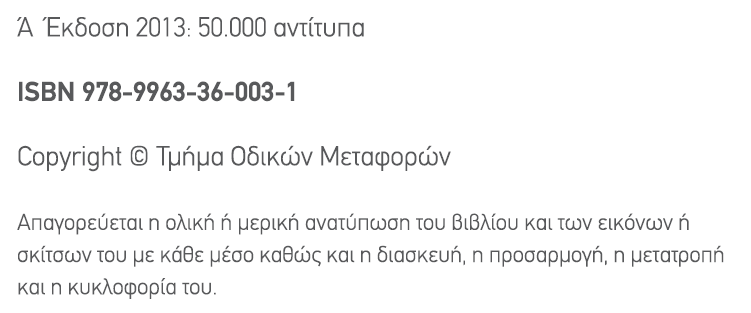 Ά Έκδοση 2013: 50.000 αντίτυπα
ISBN 978-9963-36-003-1
Copyright © Τμήμα Οδικών Μεταφορών
Απαγορεύεται η ολική ή μερική ανατύπωση του βιβλίου και των εικόνων ή
σκίτσων του με κάθε μέσο καθώς και η διασκευή, η προσαρμογή, η μετατροπή
και η κυκλοφορία του.